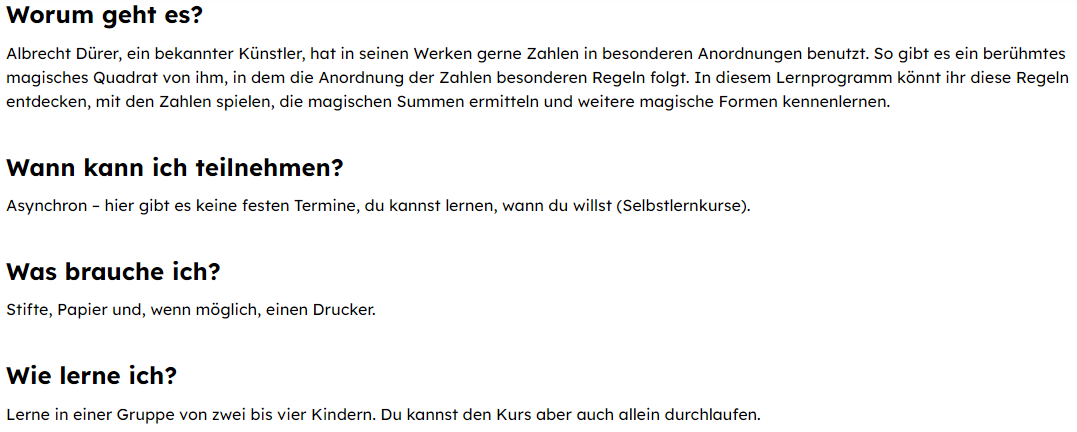 Worum geht es?
Albrecht Dürer, ein bekannter Künstler, hat in seinen Werken gerne Zahlen in besonderen Anordnungen benutzt. So gibt es ein berühmtes
magisches Quadrat von ihm, in dem die Anordnung der Zahlen besonderen Regeln folgt. In diesem Lernprogramm könnt ihr diese Regeln
entdecken, mit den Zahlen spielen, die magischen Summen ermitteln und weitere magische Formen kennenlernen.
Wann kann ich teilnehmen?
Asynchron – hier gibt es keine festen Termine, du kannst lernen, wann du willst (Selbstlernkurse).
Was brauche ich?
Stifte, Papier und, wenn möglich, einen Drucker.
Wie lerne ich?
Lerne in einer Gruppe von zwei bis vier Kindern. Du kannst den Kurs aber auch allein durchlaufen.